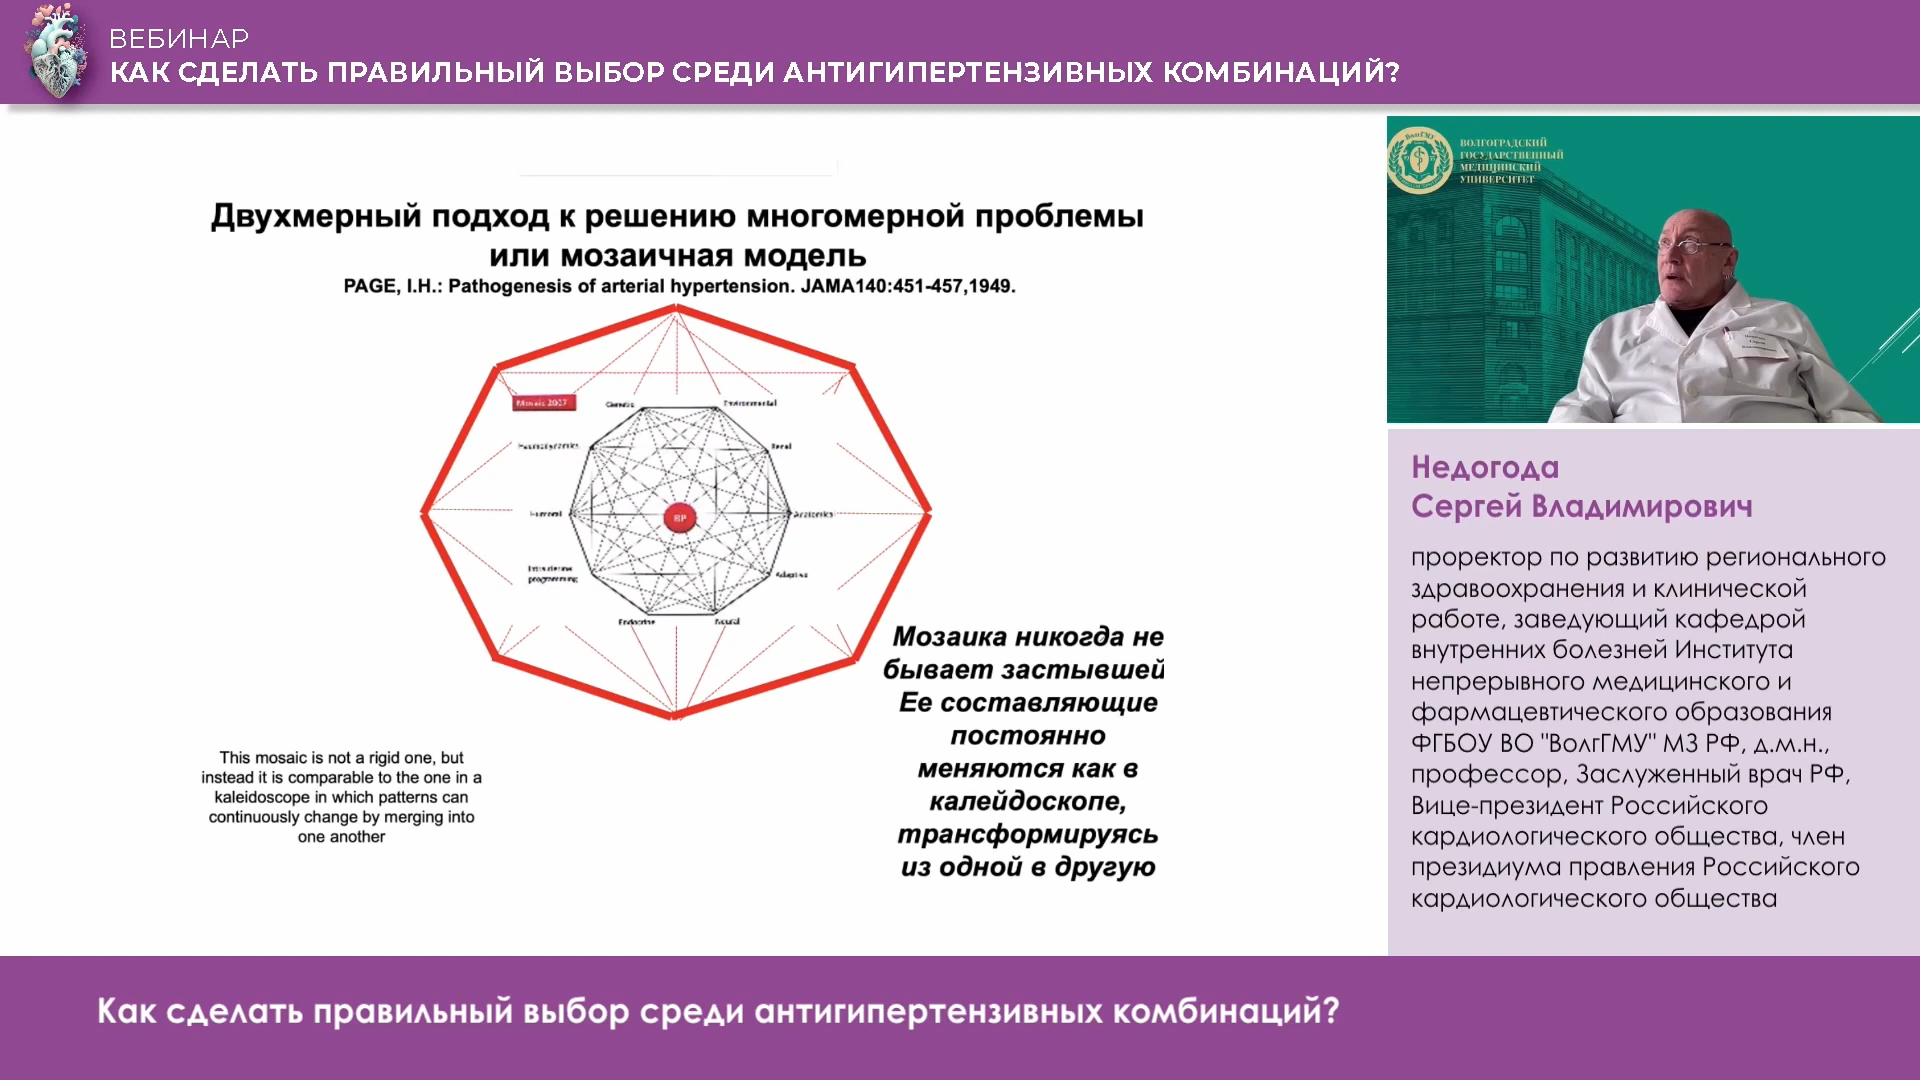 ВЕБИНАР
КАК СДЕЛАТЬ ПРАВИЛЬНЫЙ ВЫБОР СРЕДИ АНТИГИПЕРТЕНЗИВНЫХ КОМБИНАЦИЙ?
Двухмерный подход к решению многомерной проблемы
или мозаичная модель
PAGE, I.H.: Pathogenesis of arterial hypertension. JAMA140:451-457,1949.
Mosaic 2007
Genetic
Environmental
Haemodynamics
Renal
Humoral
BP
Anatomics
Intrauterine
programming
Adaptive
Endocrine
Neural
Мозаика никогда не
бывает застывшей
Ее составляющие
постоянно
меняются как в
калейдоскопе,
трансформируясь
из одной в другую
This mosaic is not a rigid one, but
instead it is comparable to the one in a
kaleidoscope in which patterns can
continuously change by merging into
one another
ВолгГМУ
ВОЛГОГРАДСКИЙ
ГОСУДАРСТВЕННЫЙ
МЕДИЦИНСКИЙ
УНИВЕРСИТЕТ
Недогода
Сергей Владимирович
проректор по развитию регионального
здравоохранения и клинической
работе, заведующий кафедрой
внутренних болезней Института
непрерывного медицинского и
фармацевтического образования
ФГБОУ ВО "ВолгГМУ" МЗ РФ, д.м.н.,
профессор, Заслуженный врач РФ,
Вице-президент Российского
кардиологического общества, член
президиума правления Российского
кардиологического общества
Как сделать правильный выбор среди антигипертензивных комбинаций?